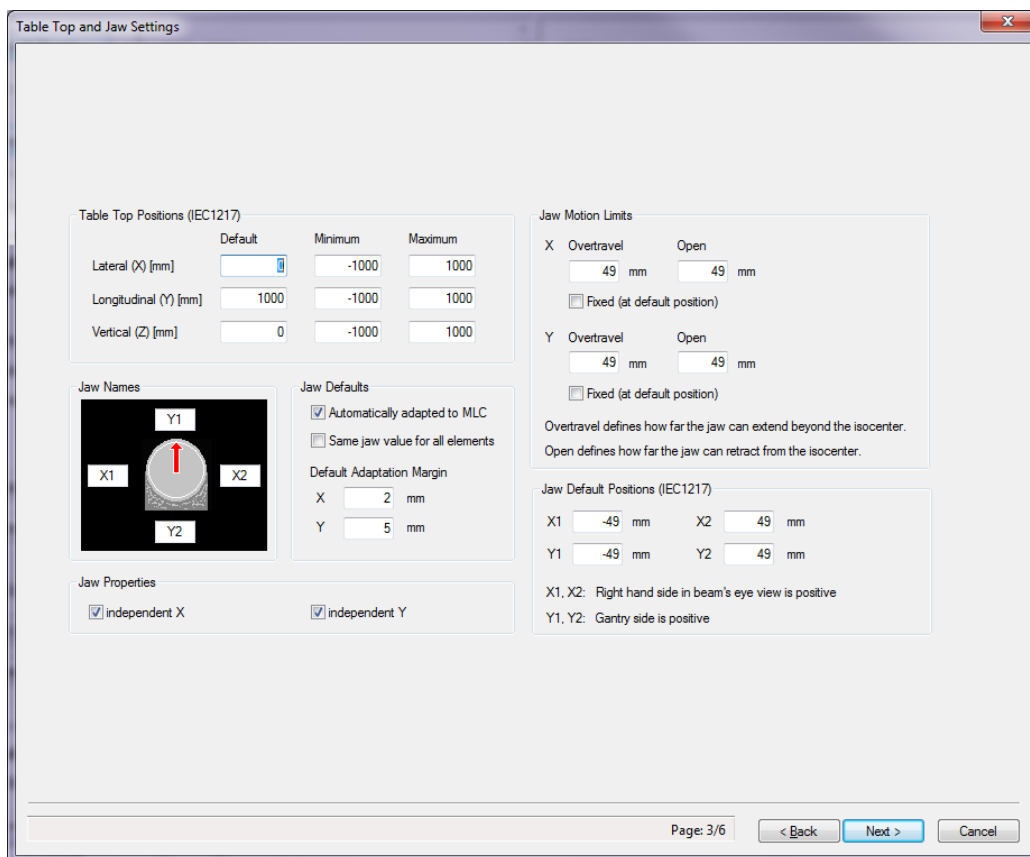 Table Top and Jaw Settings
Table Top Positions (IEC1217)
Default Minimum Maximum
Lateral (X) [mm] 0 -1000 1000
Longitudinal (Y) [mm] 1000 -1000 1000
Vertical (Z) [mm] 0 -1000 1000
Jaw Names
Y1
X1 X2
Y2
Jaw Defaults
Automatically adapted to MLC
Same jaw value for all elements
Default Adaptation Margin
X 2 mm
Y 5 mm
Jaw Properties
independent X independent Y
Jaw Motion Limits
X Overtravel Open
49 mm 49 mm
Fixed (at default position)
Y Overtravel Open
49 mm 49 mm
Fixed (at default position)
Overtravel defines how far the jaw can extend beyond the isocenter.
Open defines how far the jaw can retract from the isocenter.
Jaw Default Positions (IEC1217)
X1 -49 mm X2 49 mm
Y1 -49 mm Y2 49 mm
X1, X2: Right hand side in beam's eye view is positive
Y1, Y2: Gantry side is positive
Page: 3/6 < Back Next > Cancel